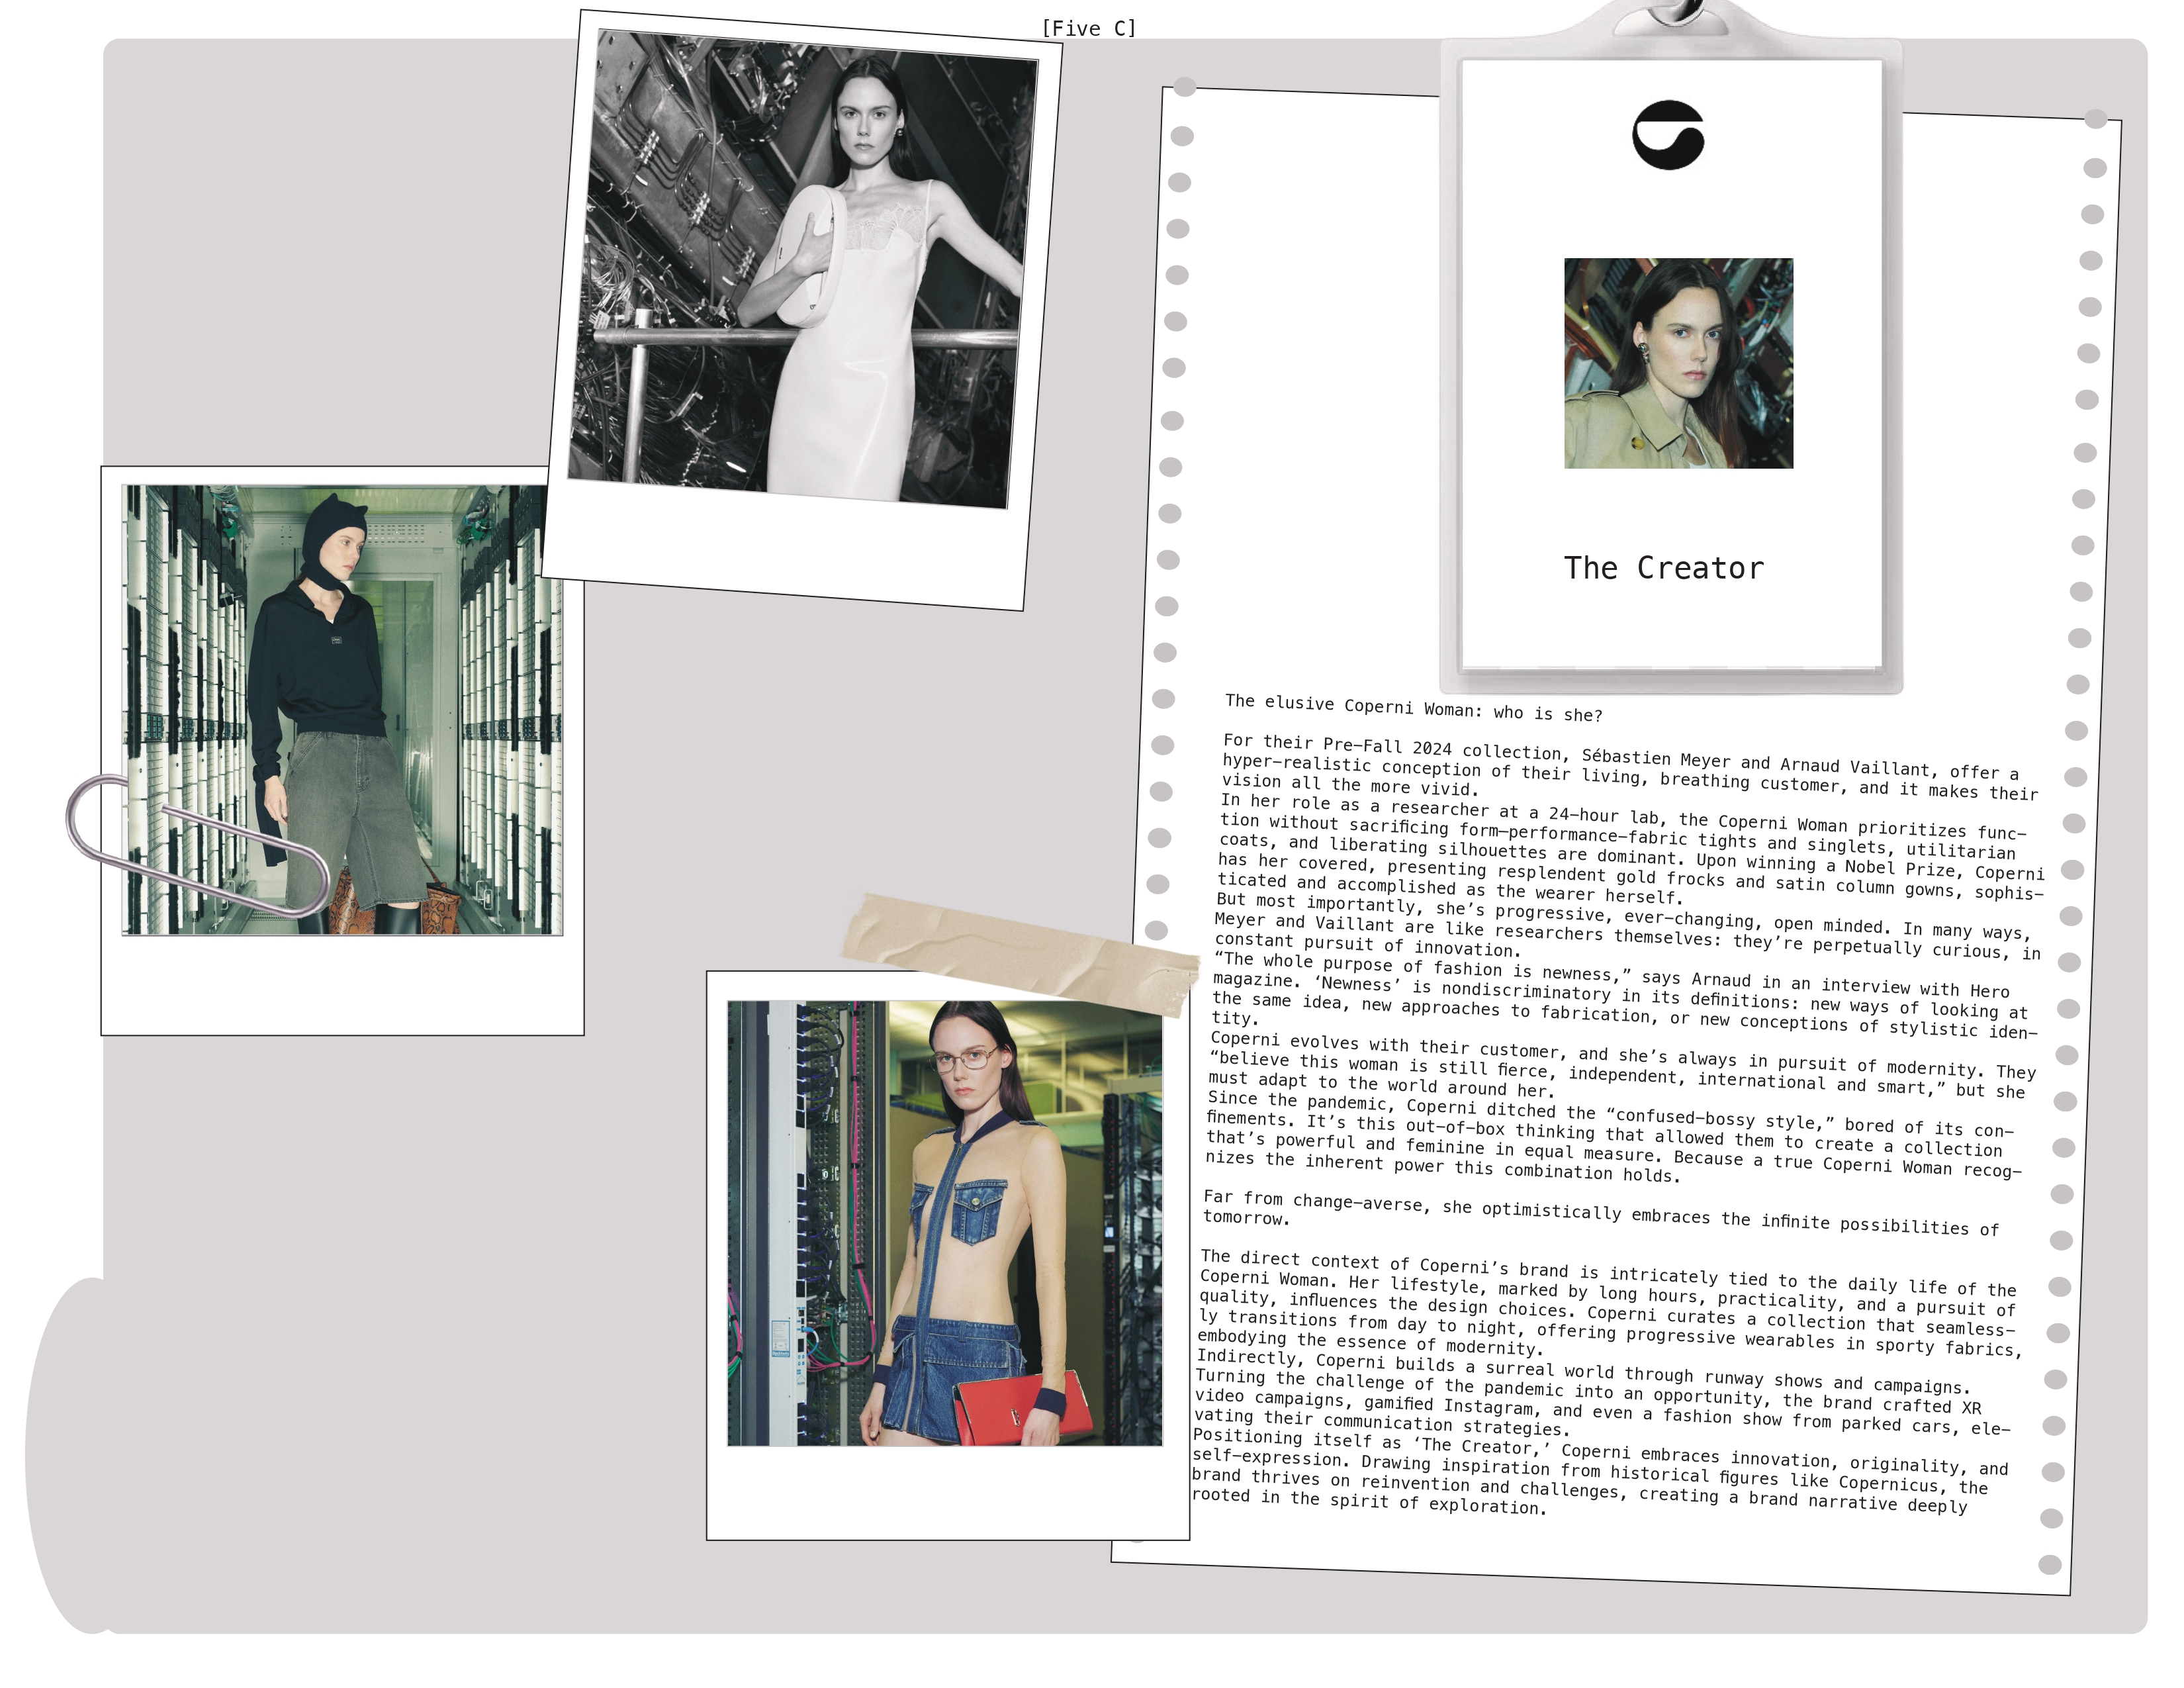 [Five C]
The Creator
The elusive Coperni Woman: who is she?
For their Pre–Fall 2024 collection, Sébastien Meyer and Arnaud Vaillant, offer a
hyper–realistic conception of their living, breathing customer, and it makes their
vision all the more vivid.
In her role as a researcher at a 24–hour lab, the Coperni Woman prioritizes func–
tion without sacrificing form—performance–fabric tights and singlets, utilitarian
coats, and liberating silhouettes are dominant. Upon winning a Nobel Prize, Coperni
has her covered, presenting resplendent gold frocks and satin column gowns, sophis–
ticated and accomplished as the wearer herself.
But most importantly, she’s progressive, ever–changing, open minded. In many ways,
Meyer and Vaillant are like researchers themselves: they’re perpetually curious, in
constant pursuit of innovation.
“The whole purpose of fashion is newness,” says Arnaud in an interview with Hero
magazine. ‘Newness’ is nondiscriminatory in its definitions: new ways of looking at
the same idea, new approaches to fabrication, or new conceptions of stylistic iden–
tity.
Coperni evolves with their customer, and she’s always in pursuit of modernity. They
“believe this woman is still fierce, independent, international and smart,” but she
must adapt to the world around her.
Since the pandemic, Coperni ditched the “confused–bossy style,” bored of its con–
finements. It’s this out–of–box thinking that allowed them to create a collection
that’s powerful and feminine in equal measure. Because a true Coperni Woman recog–
nizes the inherent power this combination holds.
Far from change–averse, she optimistically embraces the infinite possibilities of
tomorrow.
The direct context of Coperni’s brand is intricately tied to the daily life of the
Coperni Woman. Her lifestyle, marked by long hours, practicality, and a pursuit of
quality, influences the design choices. Coperni curates a collection that seamless–
ly transitions from day to night, offering progressive wearables in sporty fabrics,
embodying the essence of modernity.
Indirectly, Coperni builds a surreal world through runway shows and campaigns.
Turning the challenge of the pandemic into an opportunity, the brand crafted XR
video campaigns, gamified Instagram, and even a fashion show from parked cars, ele–
vating their communication strategies.
Positioning itself as ‘The Creator,’ Coperni embraces innovation, originality, and
self–expression. Drawing inspiration from historical figures like Copernicus, the
brand thrives on reinvention and challenges, creating a brand narrative deeply
rooted in the spirit of exploration.